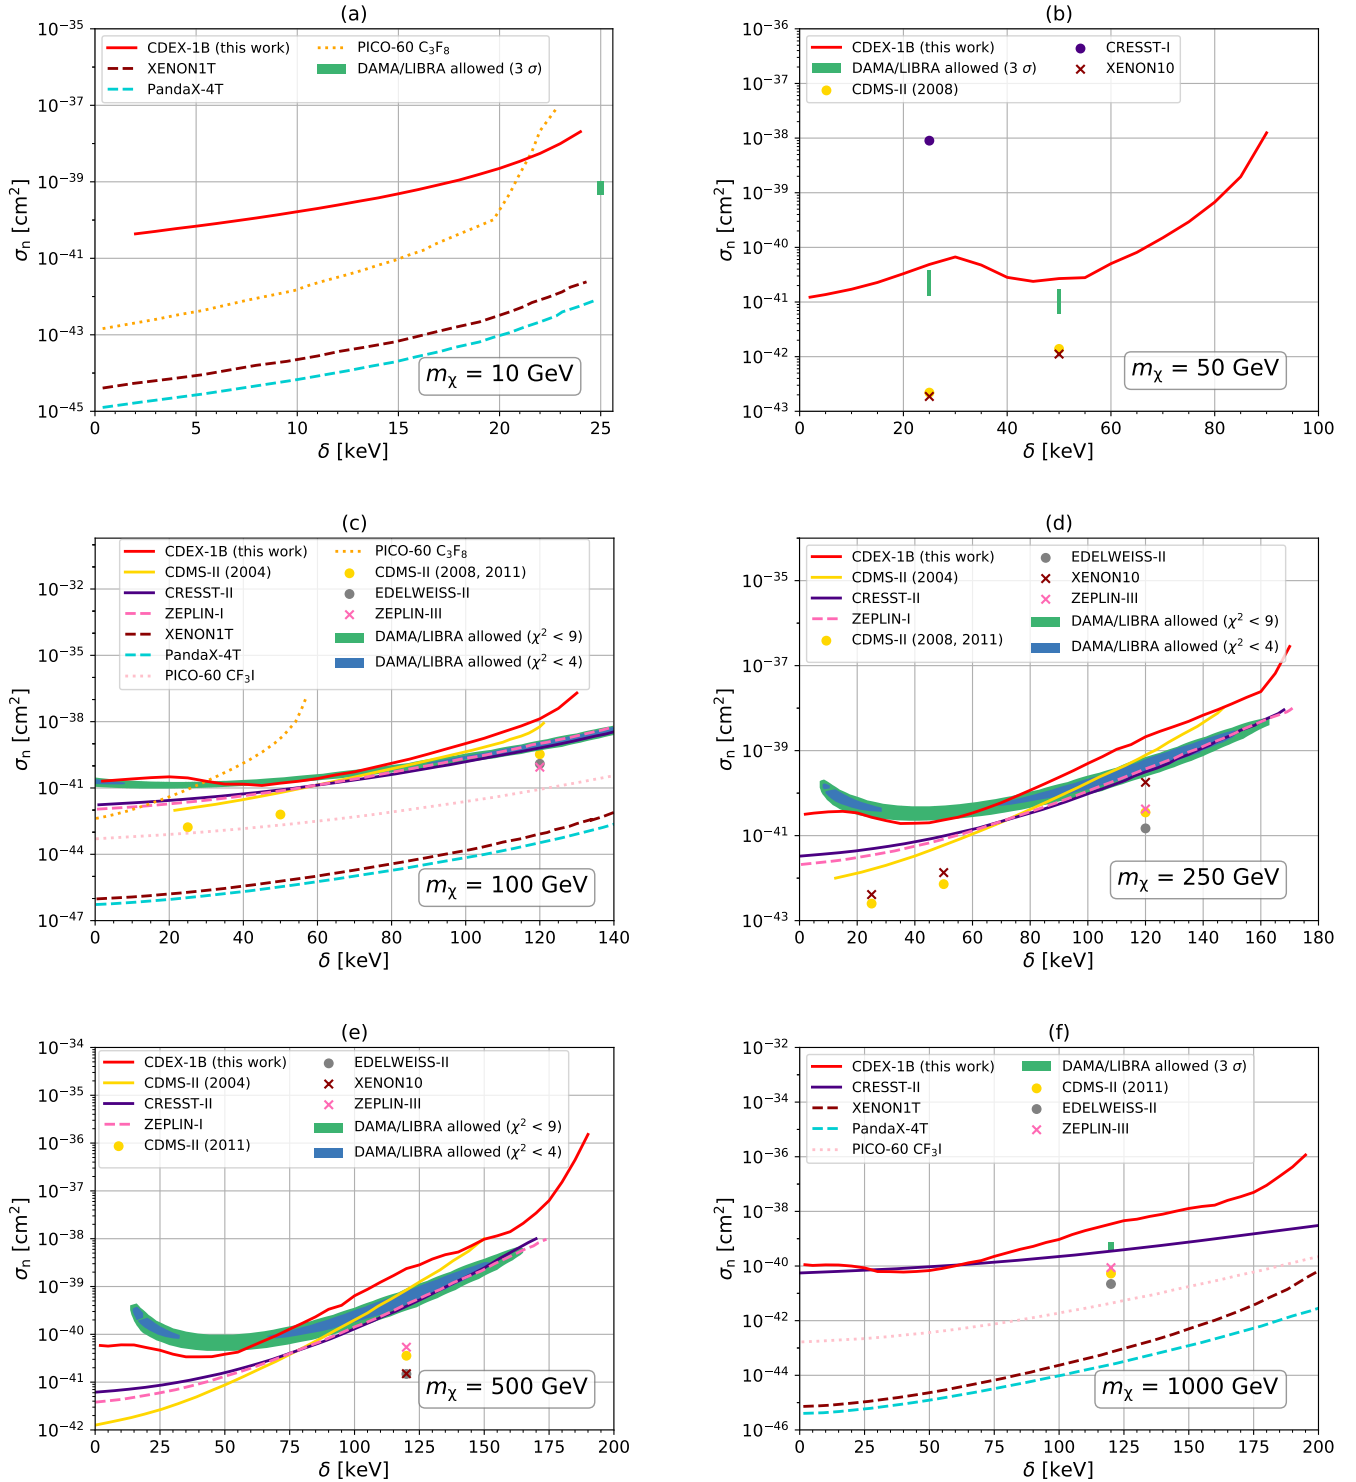 (a)
CDEX-1B (this work)
XENON1T
PandaX-4T
PICO-60 C₃F₈
DAMA/LIBRA allowed (3 σ)
10⁻³⁵
10⁻³⁷
10⁻³⁹
10⁻⁴¹
10⁻⁴³
10⁻⁴⁵
σₙ [cm²]
mχ = 10 GeV
0 5 10 15 20 25
δ [keV]
(b)
CDEX-1B (this work)
DAMA/LIBRA allowed (3 σ)
CDMS-II (2008)
CRESST-I
XENON10
10⁻³⁶
10⁻³⁷
10⁻³⁸
10⁻³⁹
10⁻⁴⁰
10⁻⁴¹
10⁻⁴²
10⁻⁴³
σₙ [cm²]
mχ = 50 GeV
0 20 40 60 80 100
δ [keV]
(c)
CDEX-1B (this work)
CDMS-II (2004)
CRESST-II
ZEPLIN-I
XENON1T
PandaX-4T
PICO-60 CF₃I
PICO-60 C₃F₈
CDMS-II (2008, 2011)
EDELWEISS-II
ZEPLIN-III
DAMA/LIBRA allowed (χ² < 9)
DAMA/LIBRA allowed (χ² < 4)
10⁻³²
10⁻³⁵
10⁻³⁸
10⁻⁴¹
10⁻⁴⁴
10⁻⁴⁷
σₙ [cm²]
mχ = 100 GeV
0 20 40 60 80 100 120 140
δ [keV]
(d)
CDEX-1B (this work)
CDMS-II (2004)
CRESST-II
ZEPLIN-I
CDMS-II (2008, 2011)
EDELWEISS-II
XENON10
ZEPLIN-III
DAMA/LIBRA allowed (χ² < 9)
DAMA/LIBRA allowed (χ² < 4)
10⁻³⁵
10⁻³⁷
10⁻³⁹
10⁻⁴¹
10⁻⁴³
σₙ [cm²]
mχ = 250 GeV
0 20 40 60 80 100 120 140 160 180
δ [keV]
(e)
CDEX-1B (this work)
CDMS-II (2004)
CRESST-II
ZEPLIN-I
CDMS-II (2011)
EDELWEISS-II
XENON10
ZEPLIN-III
DAMA/LIBRA allowed (χ² < 9)
DAMA/LIBRA allowed (χ² < 4)
10⁻³⁴
10⁻³⁵
10⁻³⁶
10⁻³⁷
10⁻³⁸
10⁻³⁹
10⁻⁴⁰
10⁻⁴¹
10⁻⁴²
σₙ [cm²]
mχ = 500 GeV
0 25 50 75 100 125 150 175 200
δ [keV]
(f)
CDEX-1B (this work)
CRESST-II
XENON1T
PandaX-4T
PICO-60 CF₃I
DAMA/LIBRA allowed (3 σ)
CDMS-II (2011)
EDELWEISS-II
ZEPLIN-III
10⁻³²
10⁻³⁴
10⁻³⁶
10⁻³⁸
10⁻⁴⁰
10⁻⁴²
10⁻⁴⁴
10⁻⁴⁶
σₙ [cm²]
mχ = 1000 GeV
0 25 50 75 100 125 150 175 200
δ [keV]